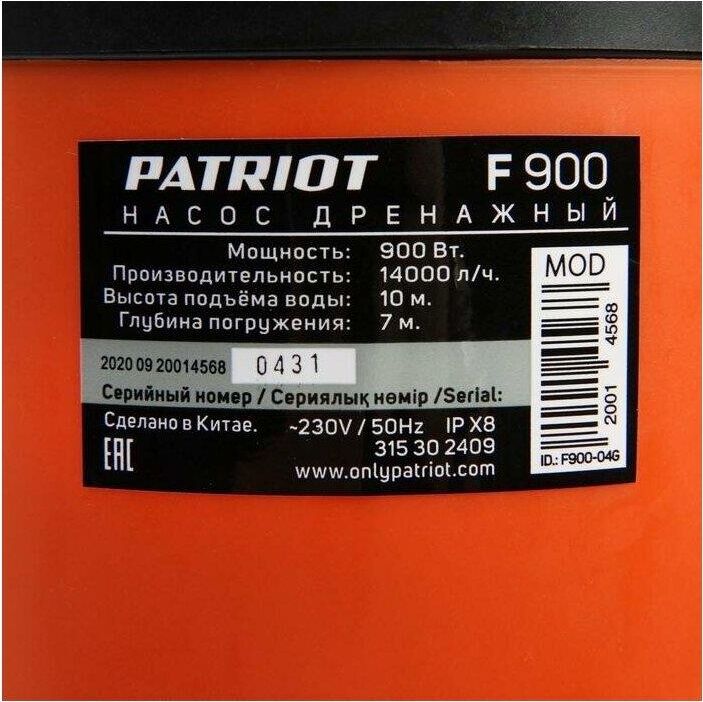 PATRIOT F 900
НАСОС ДРЕНАЖНЫЙ
Мощность: 900 Вт.
Производительность: 14000 л/ч.
Высота подъёма воды: 10 м.
Глубина погружения: 7 м.
MOD
2001 4568
ID.: F900-04G
2020 09 20014568 0431
Серийный номер / Сериялық нөмір /Serial:
Сделано в Китае. ~230V / 50Hz IP X8
EAC 315 30 2409
www.onlypatriot.com